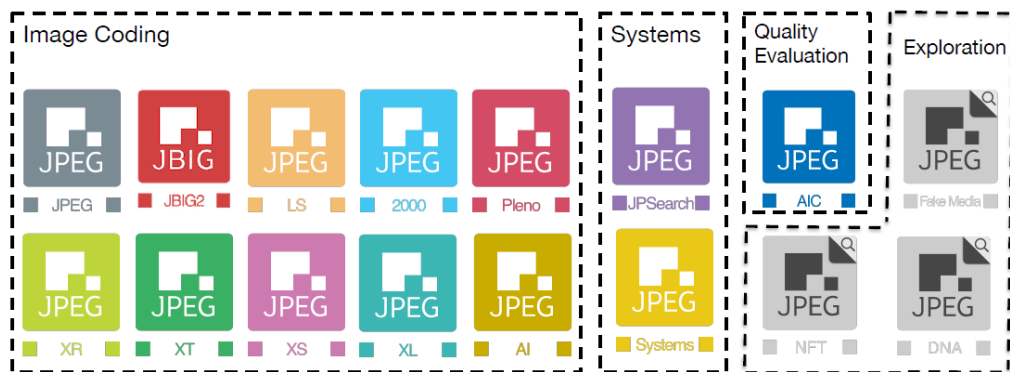 Image Coding
Systems
Quality
Evaluation
Exploration
JPEG
JBIG
JPEG
JPEG
JPEG
JPEG
JPEG
JPEG
JPEG
JBIG2
LS
2000
Pleno
JPSearch
AIC
Fake Media
JPEG
JPEG
JPEG
JPEG
JPEG
JPEG
JPEG
JPEG
XR
XT
XS
XL
AI
Systems
NFT
DNA